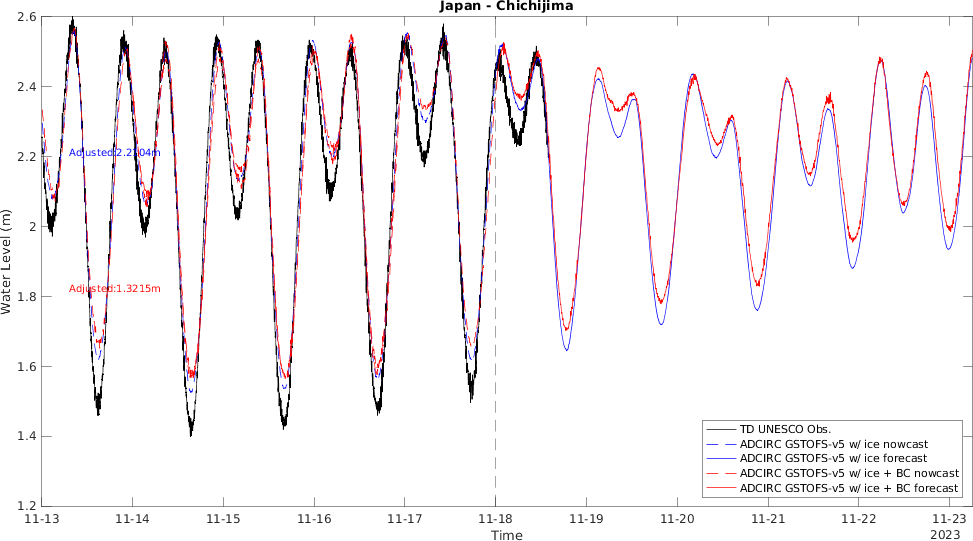 Japan - Chichijima
2.6
2.4
2.2
2
1.8
1.6
1.4
1.2
Water Level (m)
Adjusted:1.3215m
TD UNESCO Obs.
ADCIRC GSTOFS-v5 w/ ice nowcast
ADCIRC GSTOFS-v5 w/ ice forecast
ADCIRC GSTOFS-v5 w/ ice + BC nowcast
ADCIRC GSTOFS-v5 w/ ice + BC forecast
11-13 11-14 11-15 11-16 11-17 11-18 11-19 11-20 11-21 11-22 11-23
Time
2023